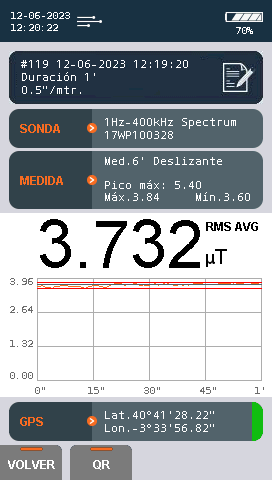 12-06-2023
12:20:22
70%
#119 12-06-2023 12:19:20
Duración 1'
0.5"/mtr.
SONDA
1Hz-400kHz Spectrum
17WP100328
MEDIDA
Med.6' Deslizante
Pico máx: 5.40
Máx.3.84 Mín.3.60
3.732 RMS AVG
µT
3.96
2.64
1.32
0.00
0" 15" 30" 45" 1'
GPS
Lat.40°41'28.22"
Lon.-3°33'56.82"
VOLVER QR